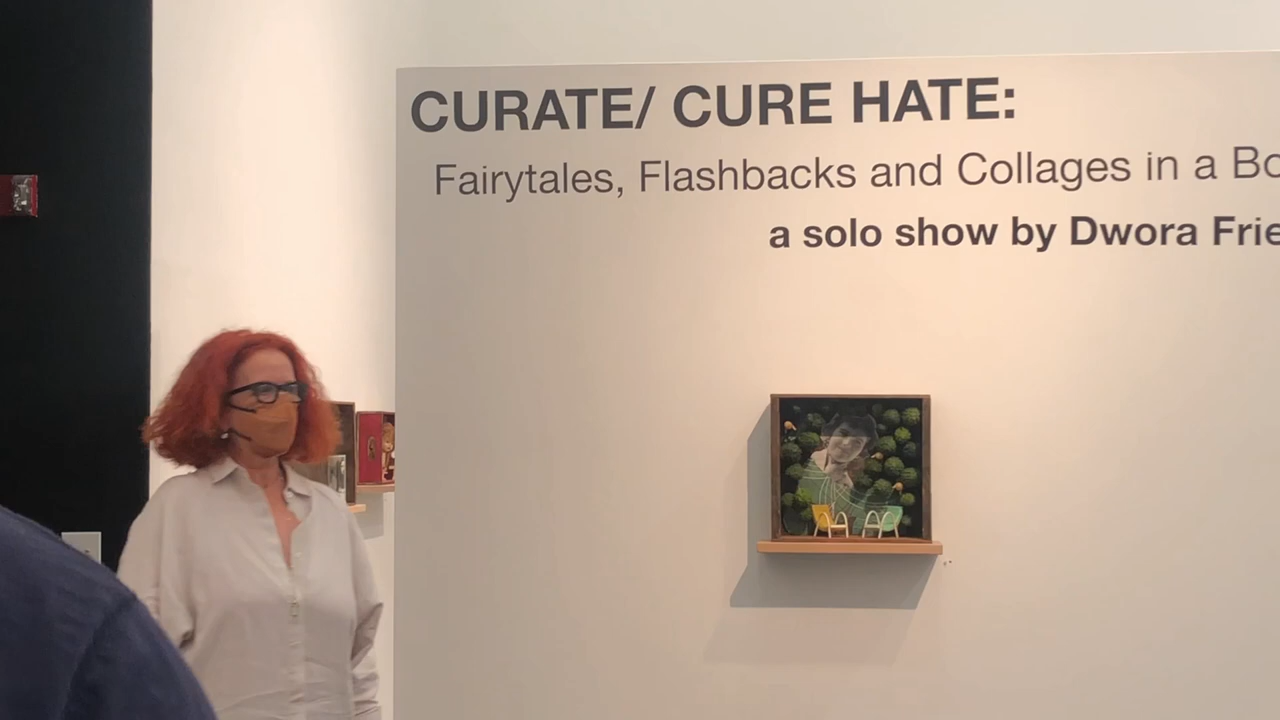 CURATE/ CURE HATE:
Fairytales, Flashbacks and Collages in a
a solo show by Dwora